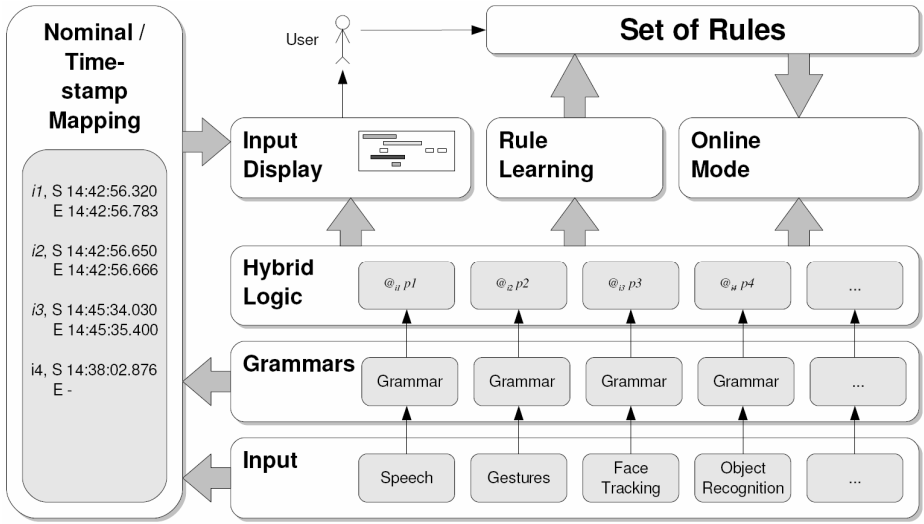 Nominal /
Time-
stamp
Mapping
i1, S 14:42:56.320
E 14:42:56.783
i2, S 14:42:56.650
E 14:42:56.666
i3, S 14:45:34.030
E 14:45:35.400
i4, S 14:38:02.876
E -
User
Set of Rules
Input
Display
Rule
Learning
Online
Mode
Hybrid
Logic
@i1 p1
@i2 p2
@i3 p3
@i4 p4
...
Grammars
Grammar
Grammar
Grammar
Grammar
...
Input
Speech
Gestures
Face
Tracking
Object
Recognition
...